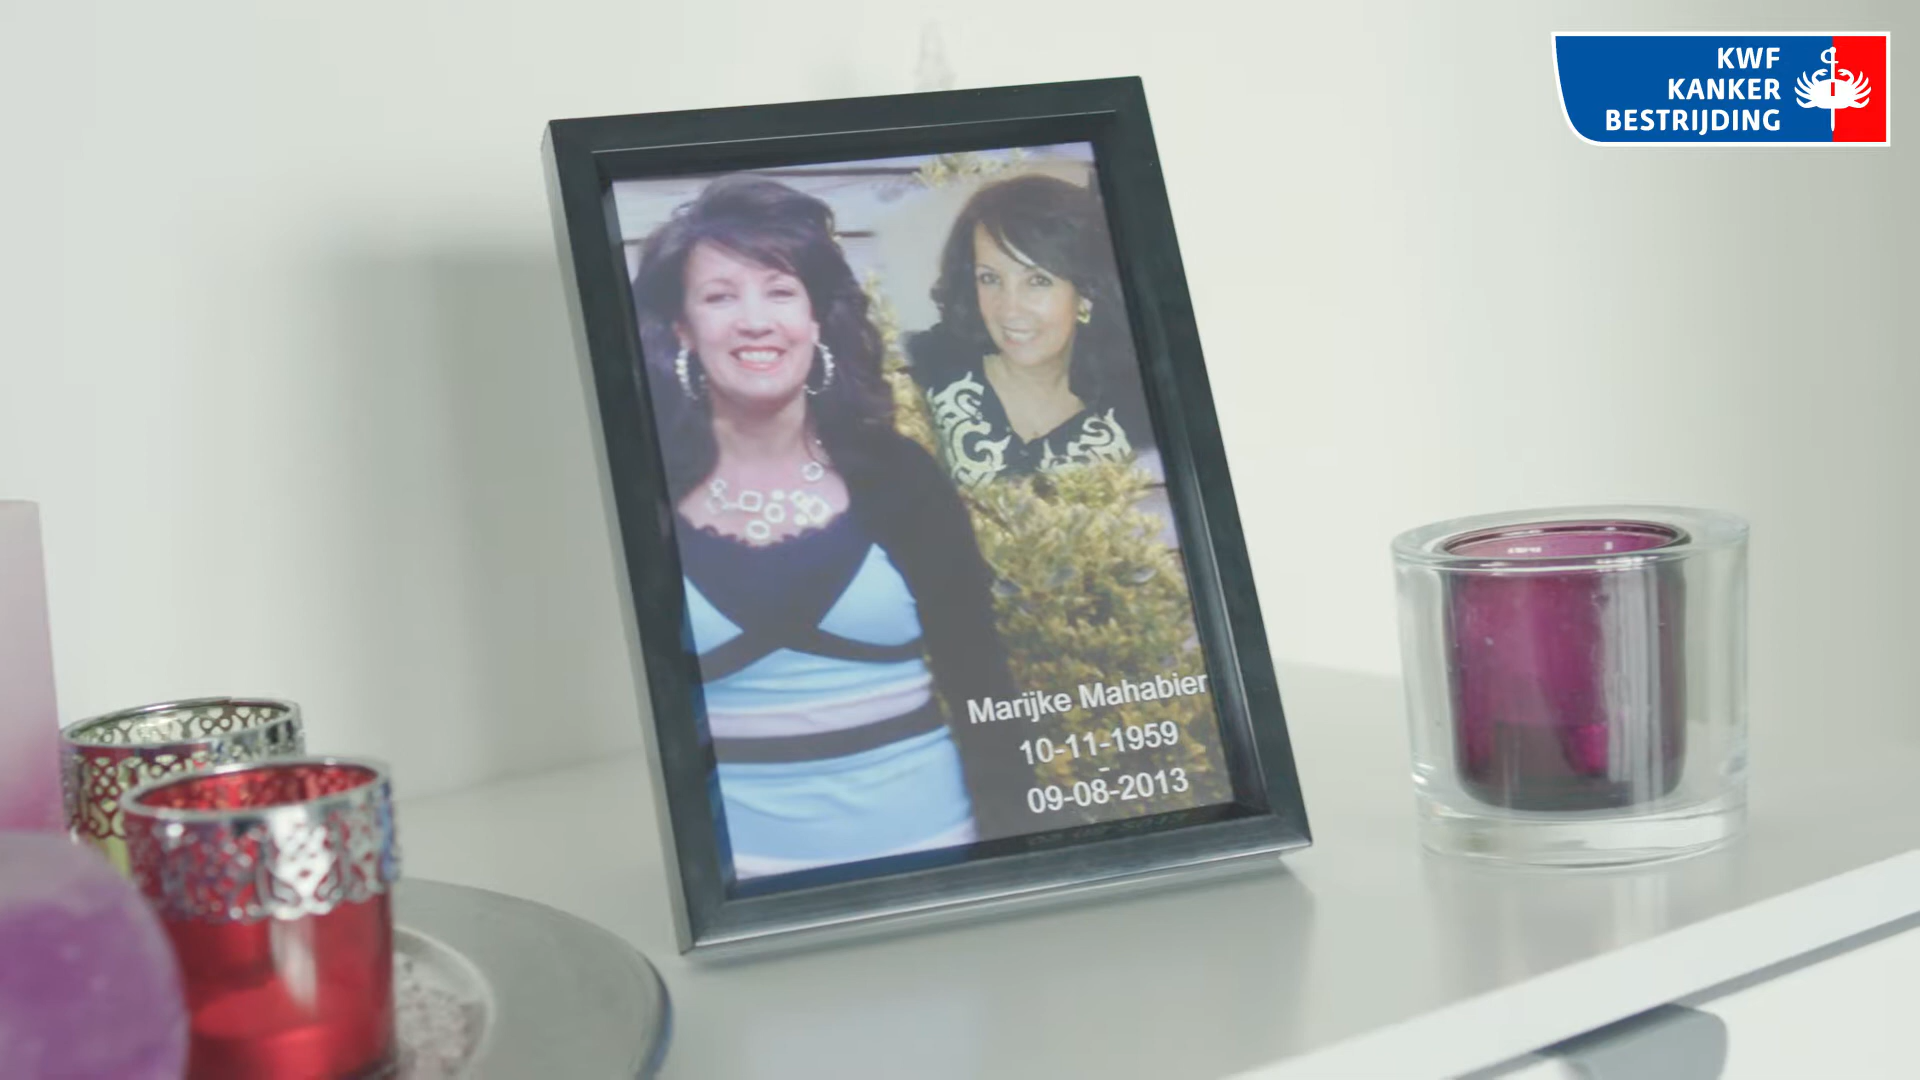 KWF
KANKER
BESTRIJDING
Marijke Mahabier
10-11-1959
-
09-08-2013